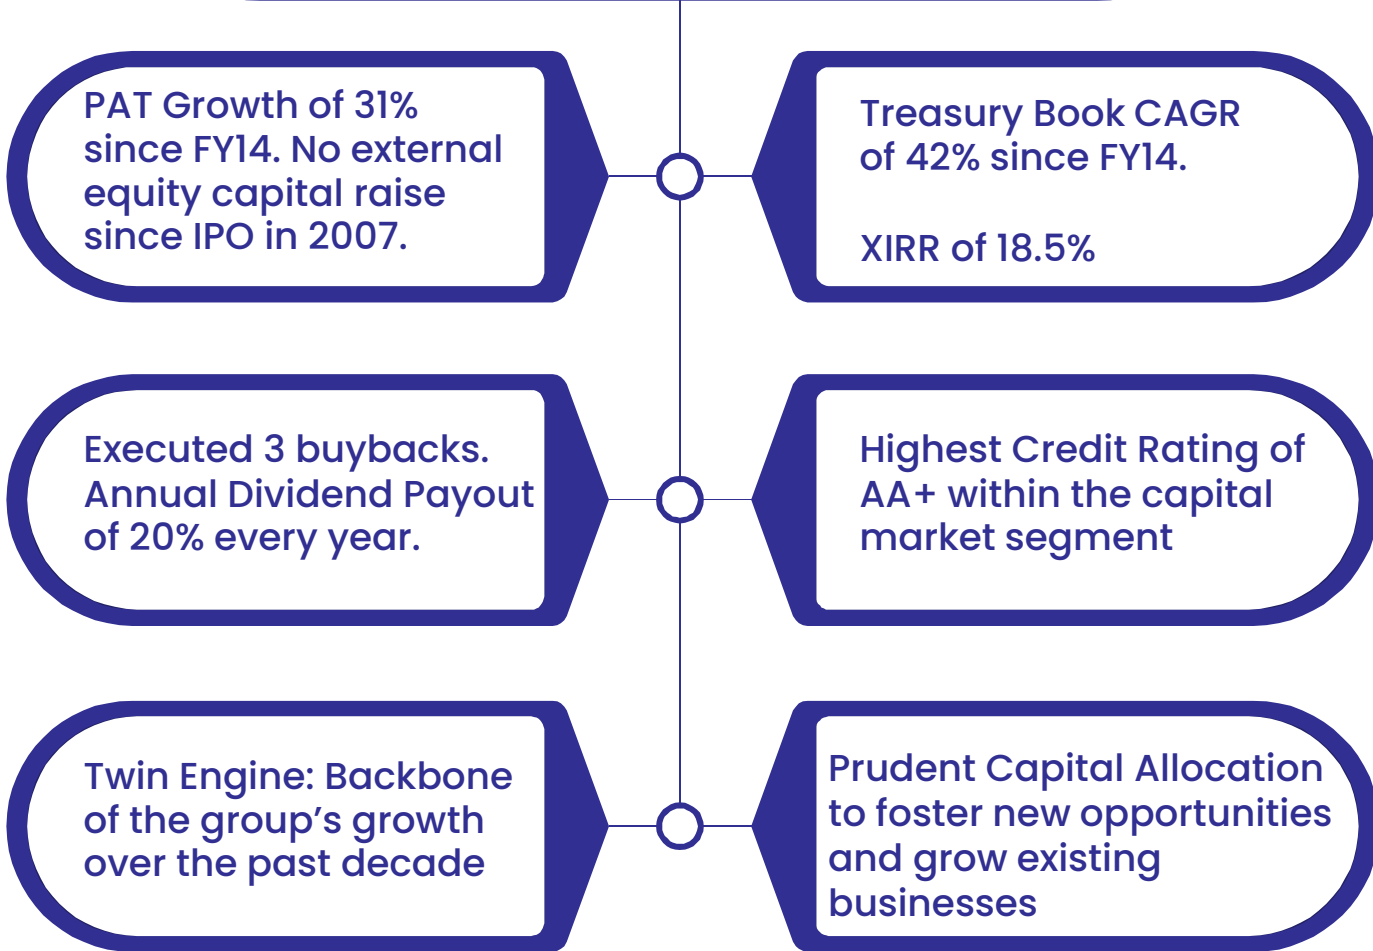 PAT Growth of 31%
since FY14. No external
equity capital raise
since IPO in 2007.
Treasury Book CAGR
of 42% since FY14.
XIRR of 18.5%
Executed 3 buybacks.
Annual Dividend Payout
of 20% every year.
Highest Credit Rating of
AA+ within the capital
market segment
Twin Engine: Backbone
of the group’s growth
over the past decade
Prudent Capital Allocation
to foster new opportunities
and grow existing
businesses